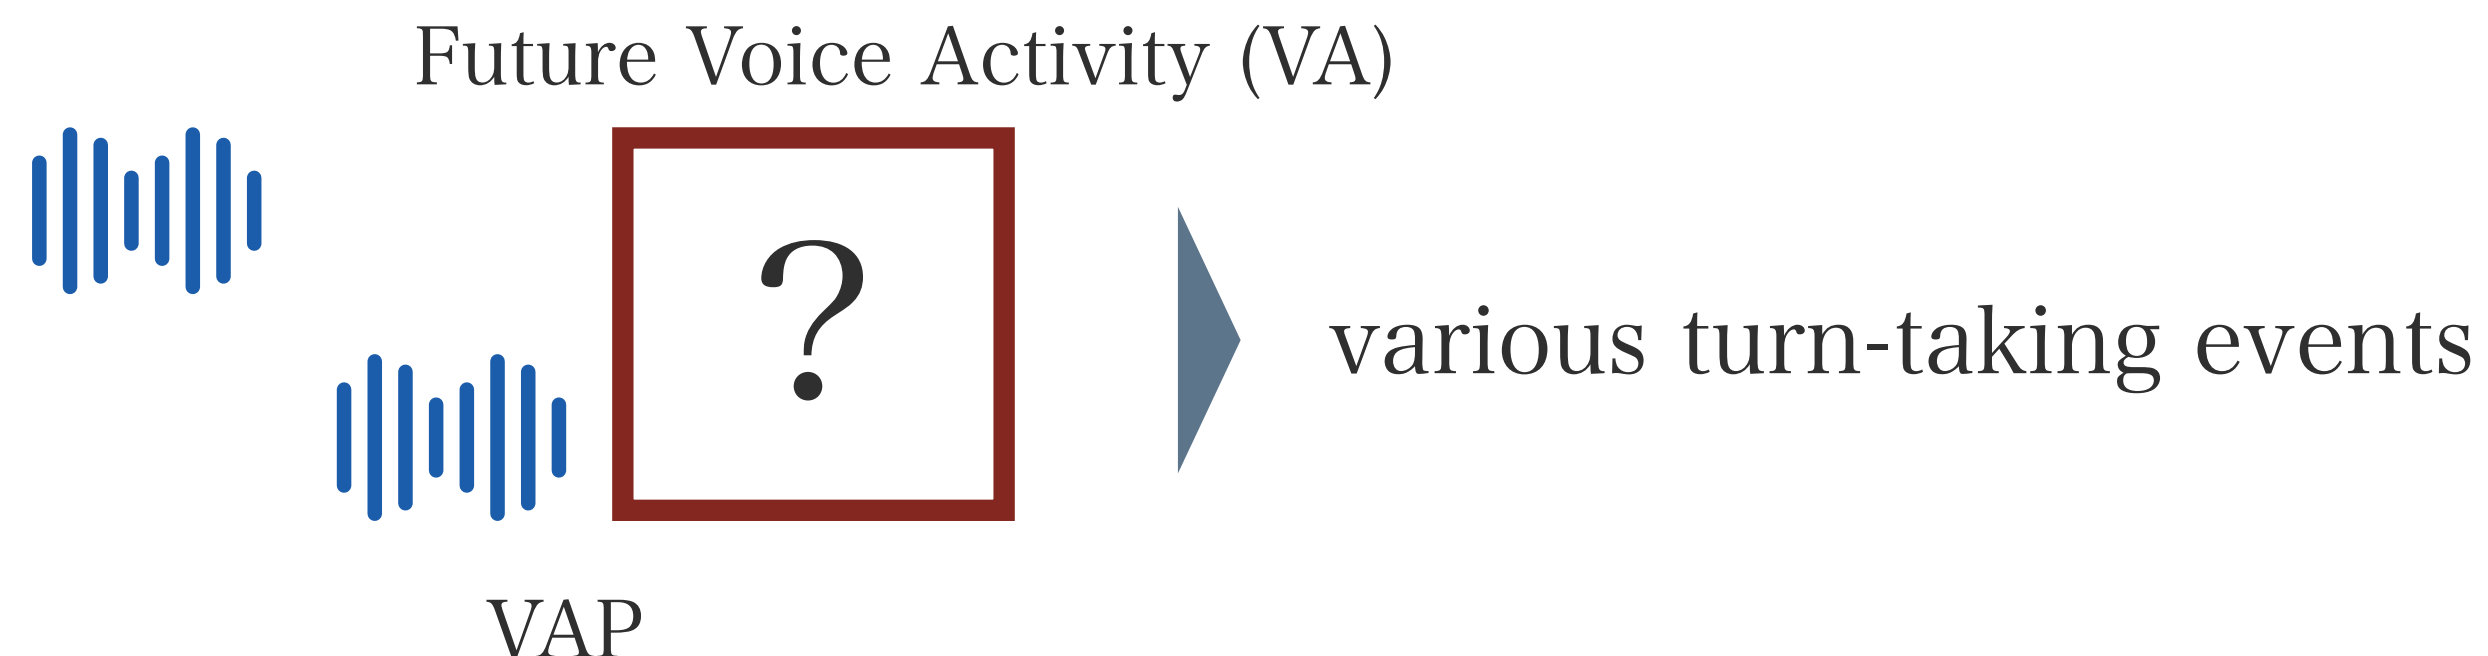 Future Voice Activity (VA)
?
various turn-taking events
VAP